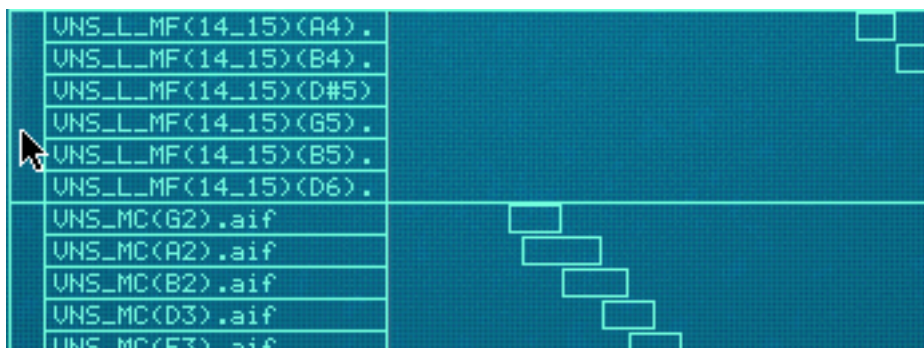 VNS_L_MF(14_15)(A4).
VNS_L_MF(14_15)(B4).
VNS_L_MF(14_15)(D#5)
VNS_L_MF(14_15)(G5).
VNS_L_MF(14_15)(B5).
VNS_L_MF(14_15)(D6).
VNS_MC(G2).aif
VNS_MC(A2).aif
VNS_MC(B2).aif
VNS_MC(D3).aif